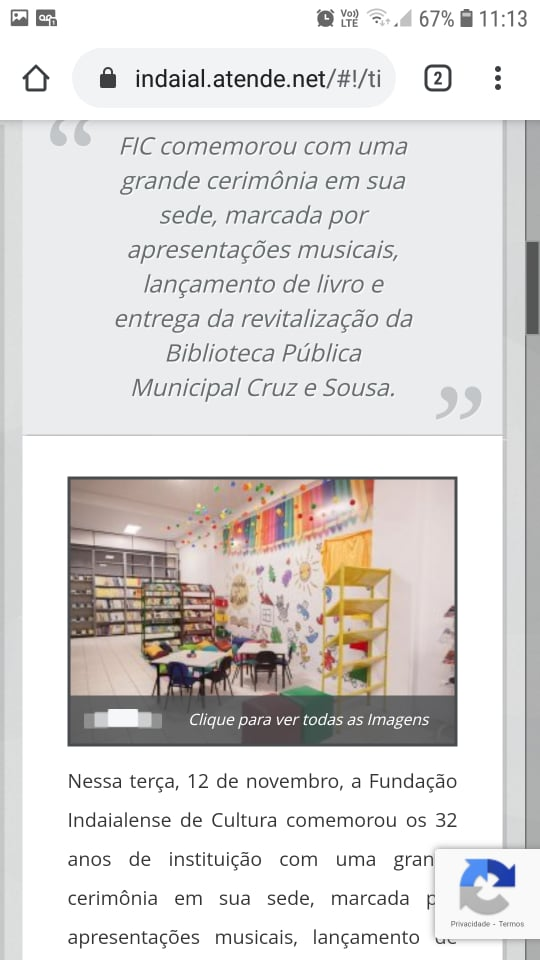 Vo))
LTE
67%
11:13
indaial.atende.net/#!/ti
2
“
FIC comemorou com uma
grande cerimônia em sua
sede, marcada por
apresentações musicais,
lançamento de livro e
entrega da revitalização da
Biblioteca Pública
Municipal Cruz e Sousa.
”
Clique para ver todas as Imagens
Nessa terça, 12 de novembro, a Fundação
Indaialense de Cultura comemorou os 32
anos de instituição com uma gran
cerimônia em sua sede, marcada p
apresentações musicais, lançamento de
Privacidade - Termos